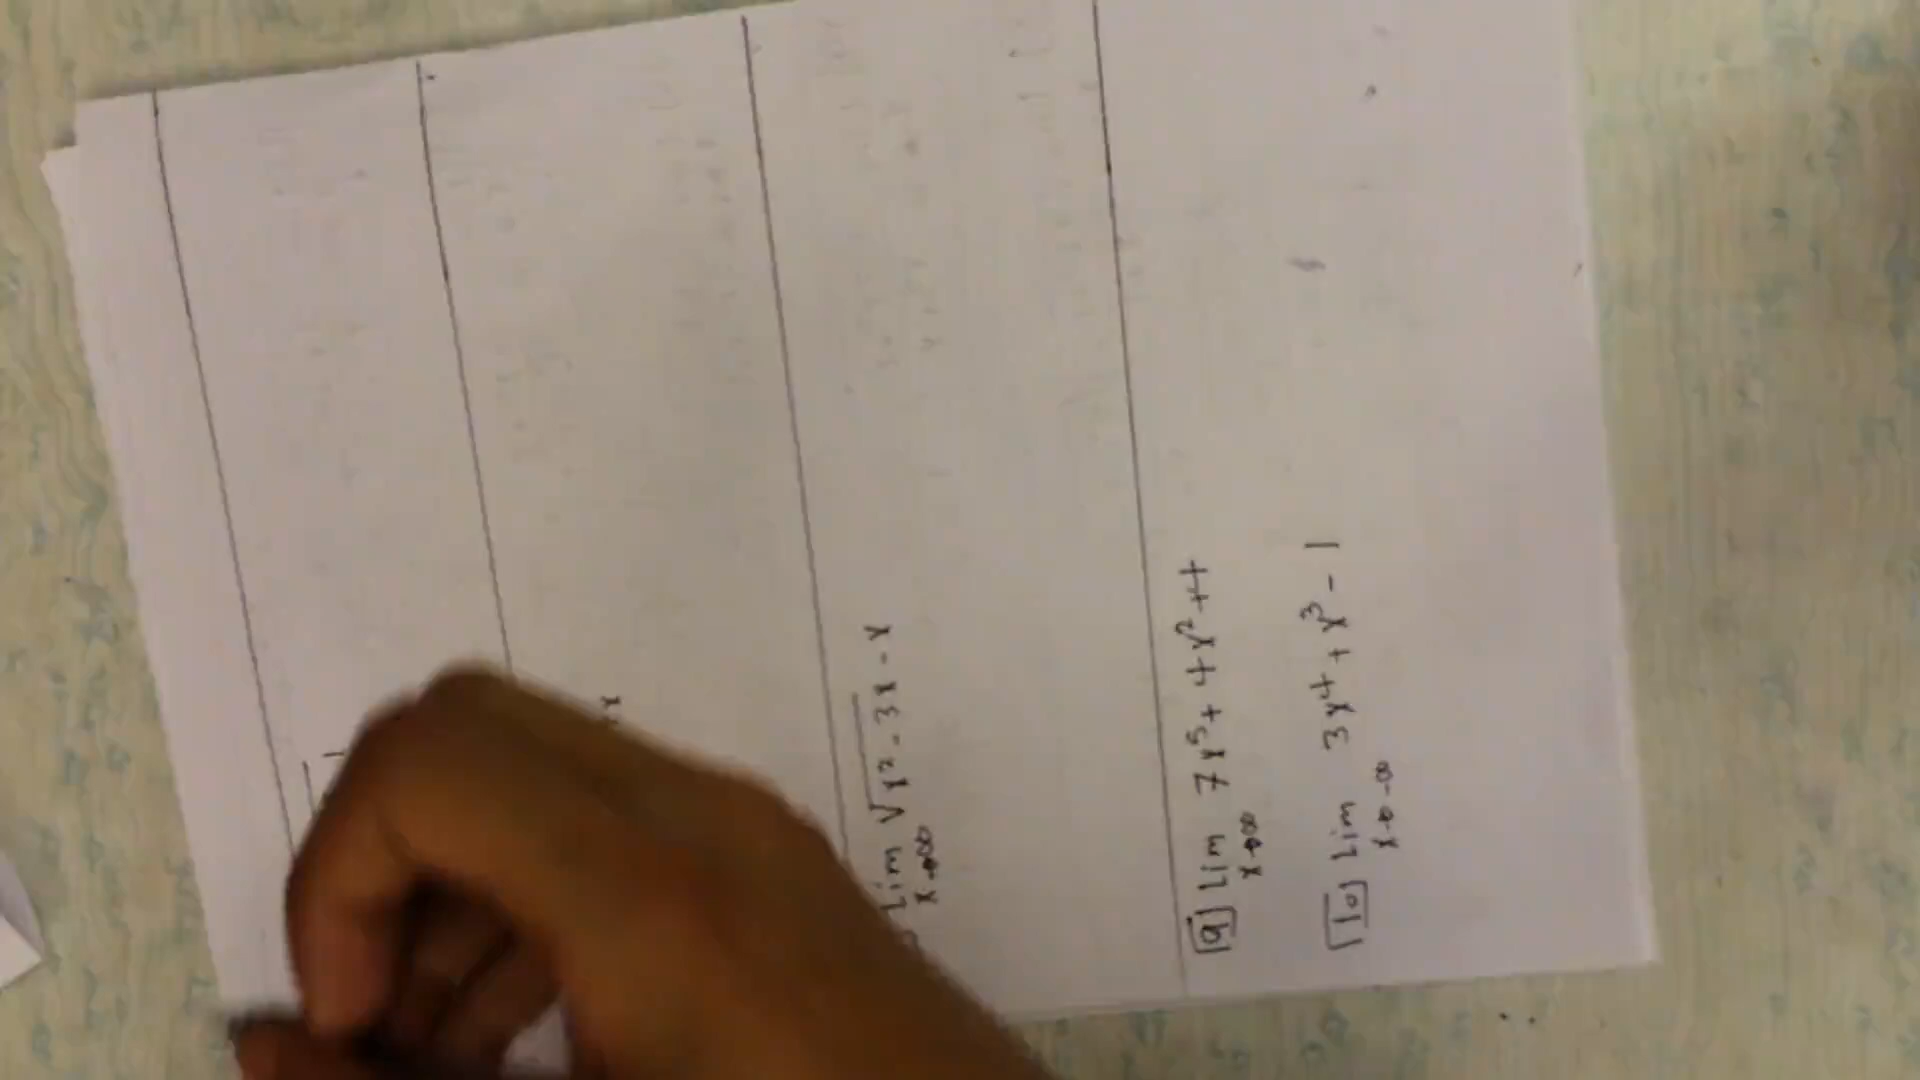 lim √x² - 3x - x
x→∞
[9] lim 7x⁵ + 4x² + 4
x→∞
[10] lim 3x⁴ + x³ - 1
x→-∞